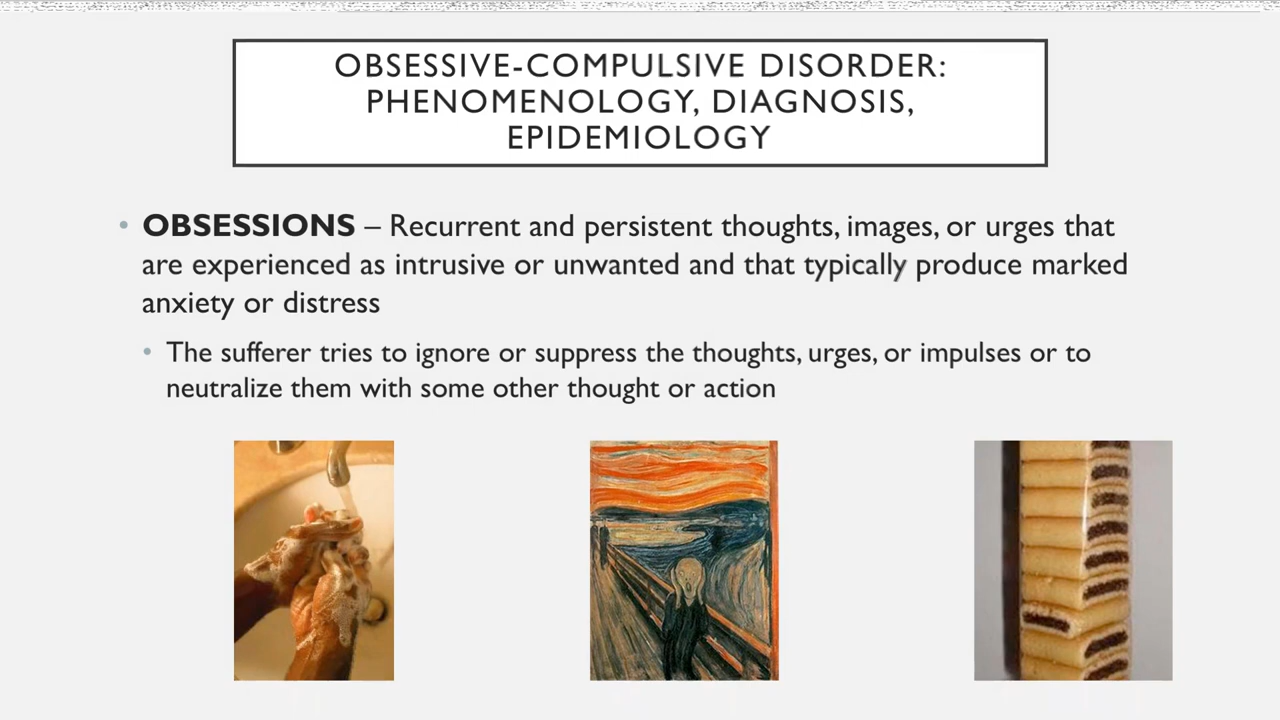 OBSESSIVE-COMPULSIVE DISORDER:
PHENOMENOLOGY, DIAGNOSIS,
EPIDEMIOLOGY
• OBSESSIONS – Recurrent and persistent thoughts, images, or urges that
are experienced as intrusive or unwanted and that typically produce marked
anxiety or distress
• The sufferer tries to ignore or suppress the thoughts, urges, or impulses or to
neutralize them with some other thought or action